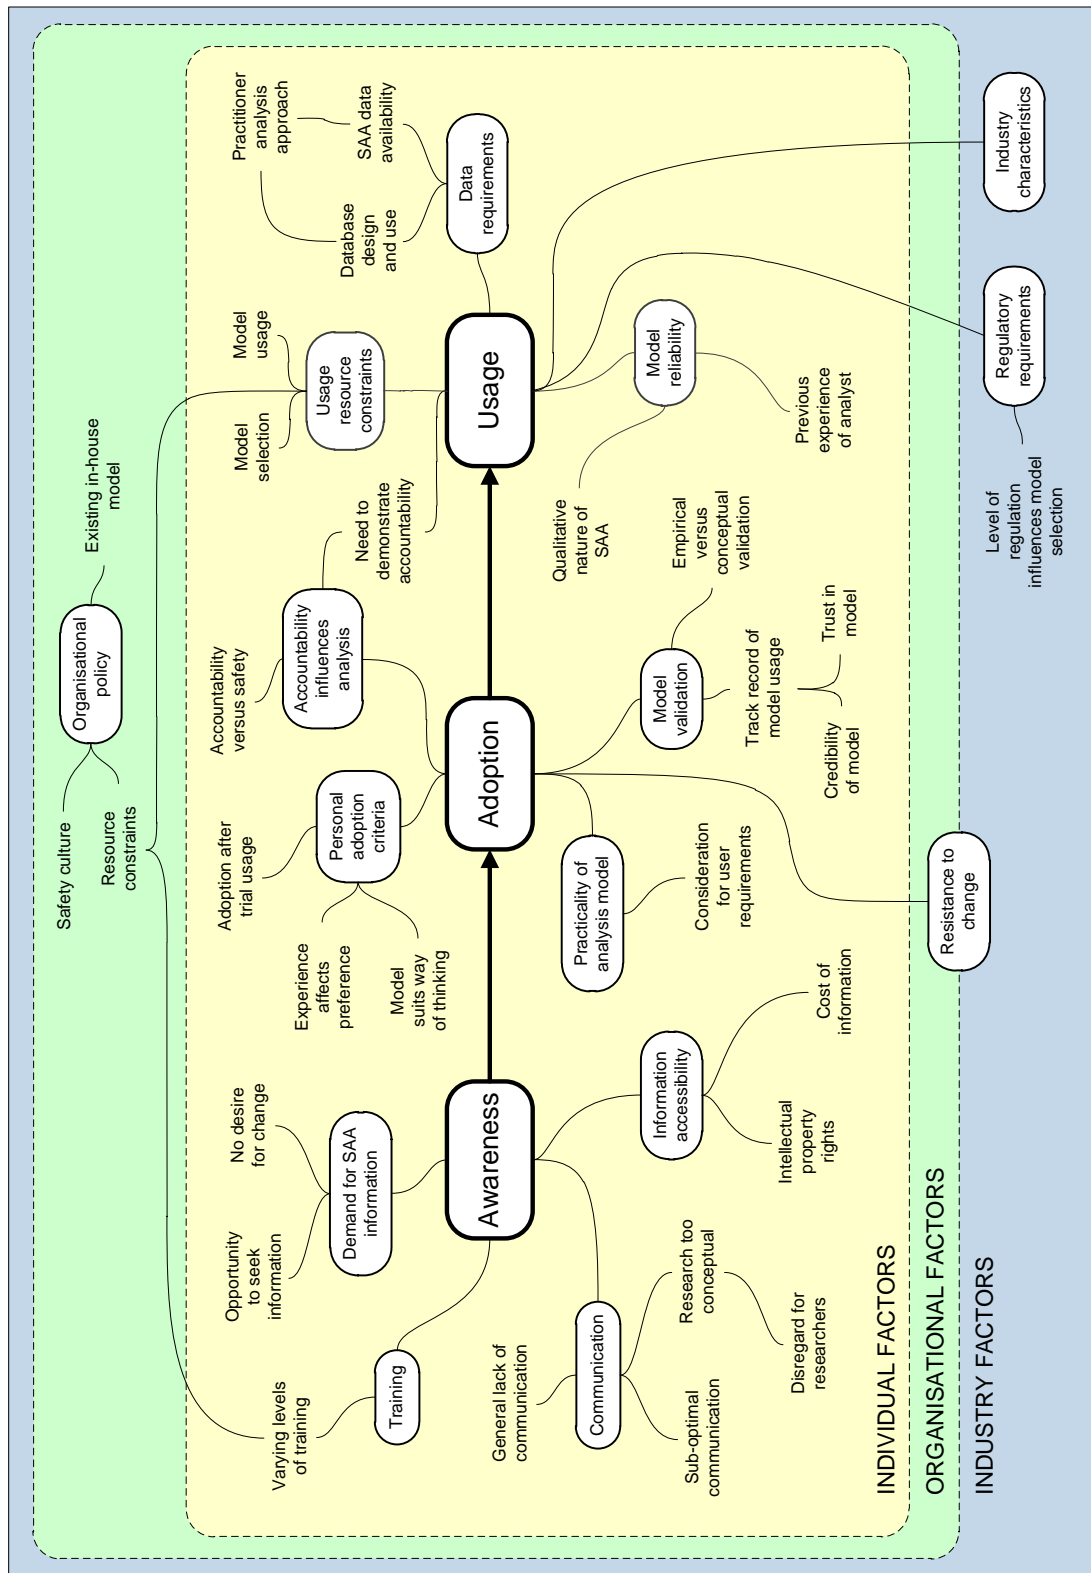 Safety culture
Organisational
policy
Existing in-house
model
Resource
constraints
Varying levels
of training
Training
Opportunity
to seek
information
No desire
for change
Demand for SAA
information
Adoption after
trial usage
Experience
affects
preference
Model
suits way
of thinking
Personal
adoption
criteria
Accountability
versus safety
Accountability
influences
analysis
Need to
demonstrate
accountability
Model
selection
Model
usage
Usage
resource
constraints
Practitioner
analysis
approach
Database
design
and use
SAA data
availability
Data
requirements
Awareness
Adoption
Usage
General lack of
communication
Communication
Sub-optimal
communication
Research too
conceptual
Disregard for
researchers
Information
accessibility
Intellectual
property
rights
Cost of
information
Practicality of
analysis model
Consideration
for user
requirements
Model
validation
Empirical
versus
conceptual
validation
Track record of
model usage
Credibility
of model
Trust in
model
Qualitative
nature of
SAA
Model
reliability
Previous
experience
of analyst
INDIVIDUAL FACTORS
ORGANISATIONAL FACTORS
INDUSTRY FACTORS
Resistance to
change
Regulatory
requirements
Level of
regulation
influences model
selection
Industry
characteristics